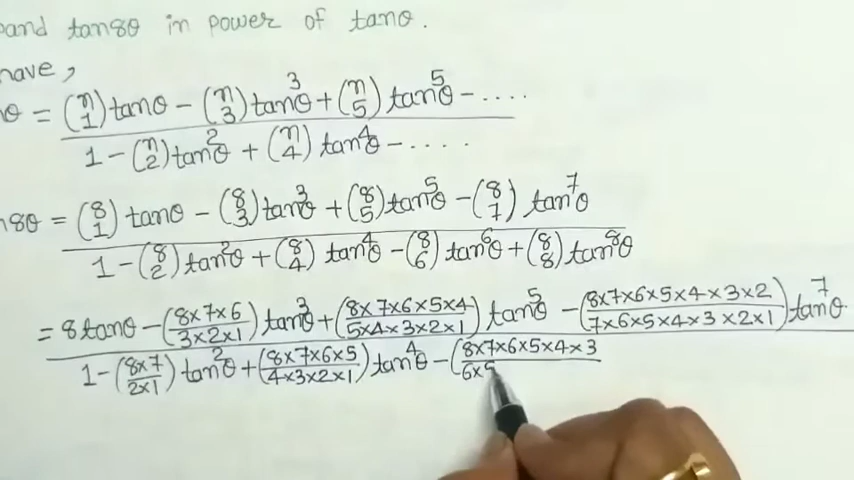 pand tan8θ in power of tanθ.
have,
θ = (n 1) tanθ − (n 3) tan³θ + (n 5) tan⁵θ − ....
1 − (n 2) tan²θ + (n 4) tan⁴θ − ....
n8θ = (8 1) tanθ − (8 3) tan³θ + (8 5) tan⁵θ − (8 7) tan⁷θ
1 − (8 2) tan²θ + (8 4) tan⁴θ − (8 6) tan⁶θ + (8 8) tan⁸θ
= 8 tanθ − (8×7×6 / 3×2×1) tan³θ + (8×7×6×5×4 / 5×4×3×2×1) tan⁵θ − (8×7×6×5×4×3×2 / 7×6×5×4×3×2×1) tan⁷θ
1 − (8×7 / 2×1) tan²θ + (8×7×6×5 / 4×3×2×1) tan⁴θ − (8×7×6×5×4×3 / 6×5